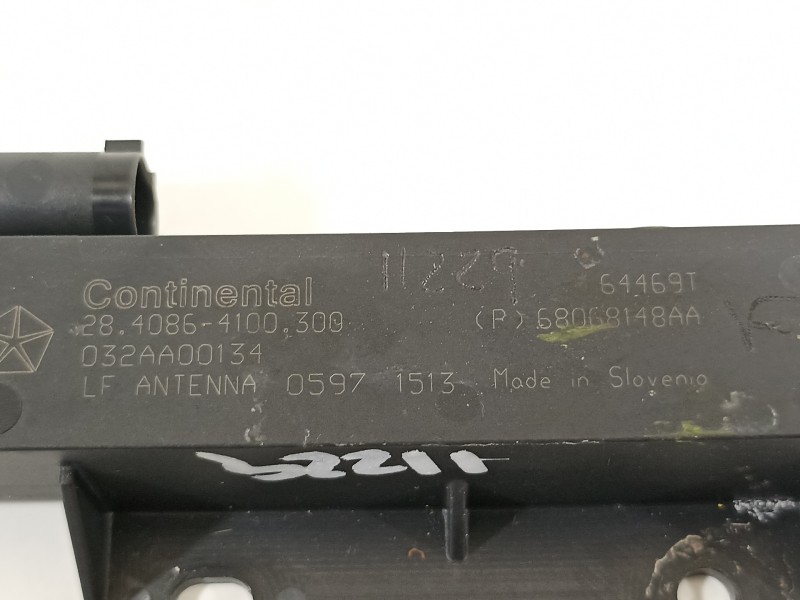 11229
Continental
64469T
28.4086-4100,300
(P) 68068148AA
032AA00134
LF ANTENNA 0597 1513 Made in Slovenia